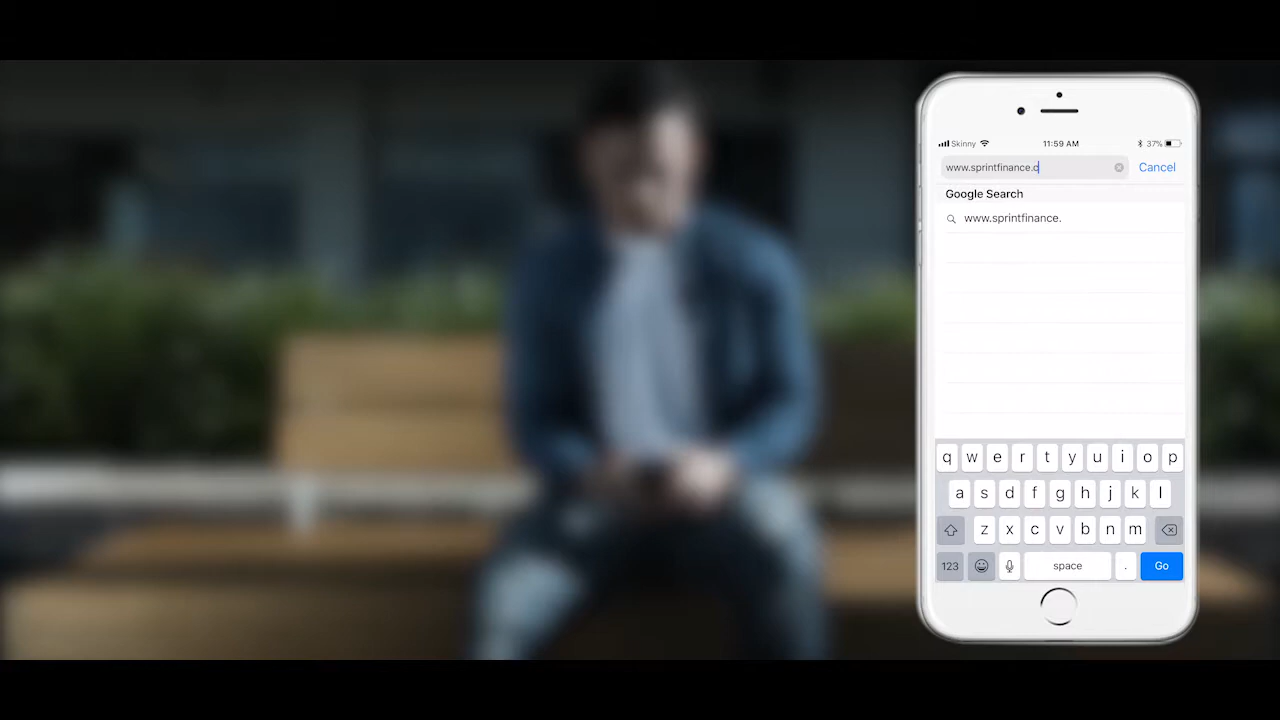 Skinny 11:59 AM 37%
www.sprintfinance.c Cancel
Google Search
www.sprintfinance.
q w e r t y u i o p
a s d f g h j k l
z x c v b n m
123 space . Go